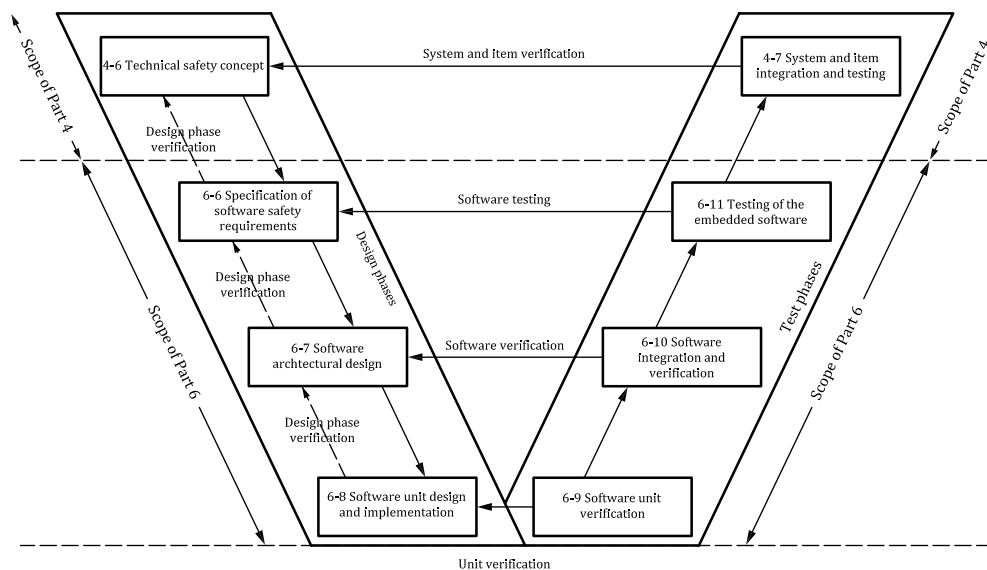 Scope of Part 4
4-6 Technical safety concept
System and item verification
4-7 System and item
integration and testing
Scope of Part 4
Design phase
verification
6-6 Specification of
software safety
requirements
Software testing
6-11 Testing of the
embedded software
Design phases
Design phase
verification
Test phases
Scope of Part 6
6-7 Software
archtectural design
Software verification
6-10 Software
integration and
verification
Scope of Part 6
Design phase
verification
6-8 Software unit design
and implementation
6-9 Software unit
verification
Unit verification